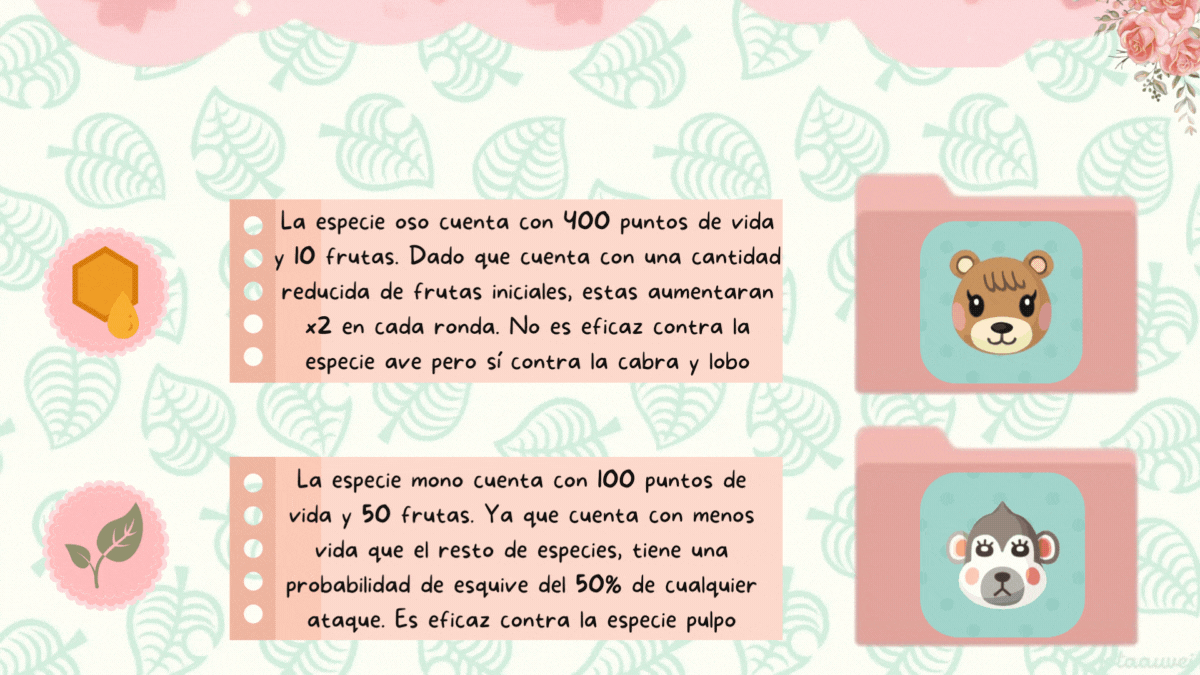 La especie oso cuenta con 400 puntos de vida
y 10 frutas. Dado que cuenta con una cantidad
reducida de frutas iniciales, estas aumentaran
x2 en cada ronda. No es eficaz contra la
especie ave pero sí contra la cabra y lobo
La especie mono cuenta con 100 puntos de
vida y 50 frutas. Ya que cuenta con menos
vida que el resto de especies, tiene una
probabilidad de esquive del 50% de cualquier
ataque. Es eficaz contra la especie pulpo